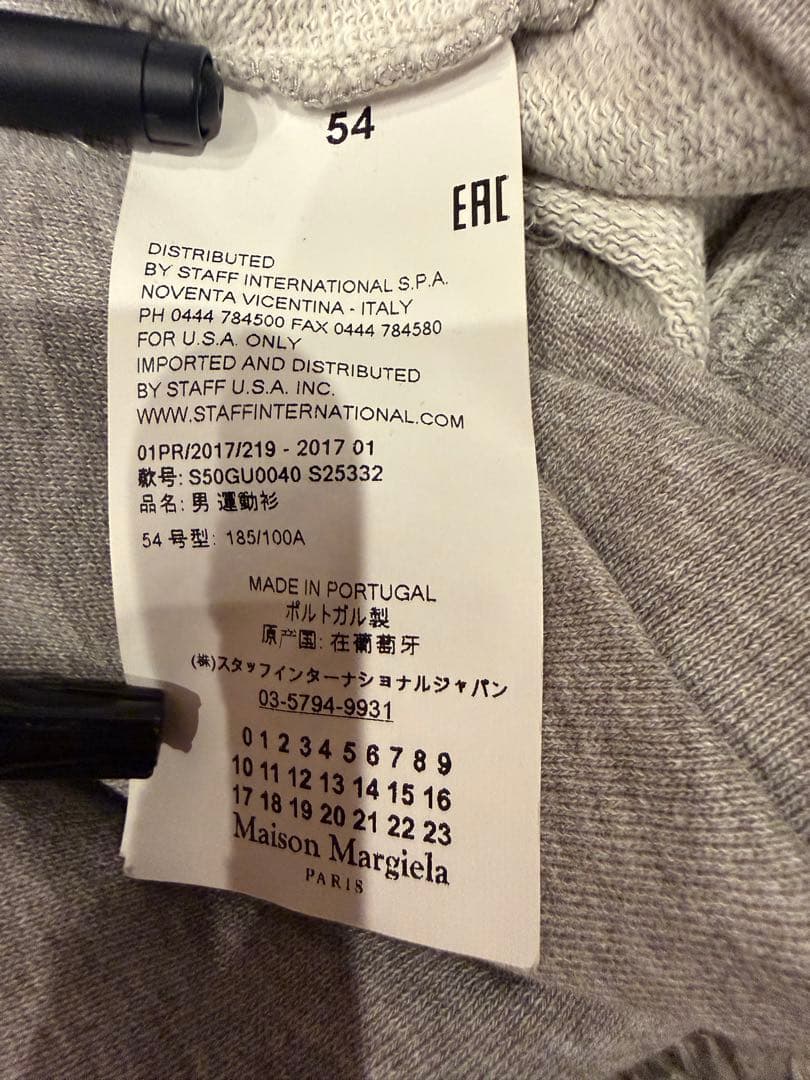 54
EAC
DISTRIBUTED
BY STAFF INTERNATIONAL S.P.A.
NOVENTA VICENTINA - ITALY
PH 0444 784500 FAX 0444 784580
FOR U.S.A. ONLY
IMPORTED AND DISTRIBUTED
BY STAFF U.S.A. INC.
WWW.STAFFINTERNATIONAL.COM
01PR/2017/219 - 2017 01
款号: S50GU0040 S25332
品名: 男 運動衫
54 号型: 185/100A
MADE IN PORTUGAL
ポルトガル製
原产国: 在葡萄牙
(株)スタッフインターナショナルジャパン
03-5794-9931
0 1 2 3 4 5 6 7 8 9
10 11 12 13 14 15 16
17 18 19 20 21 22 23
Maison Margiela
PARIS